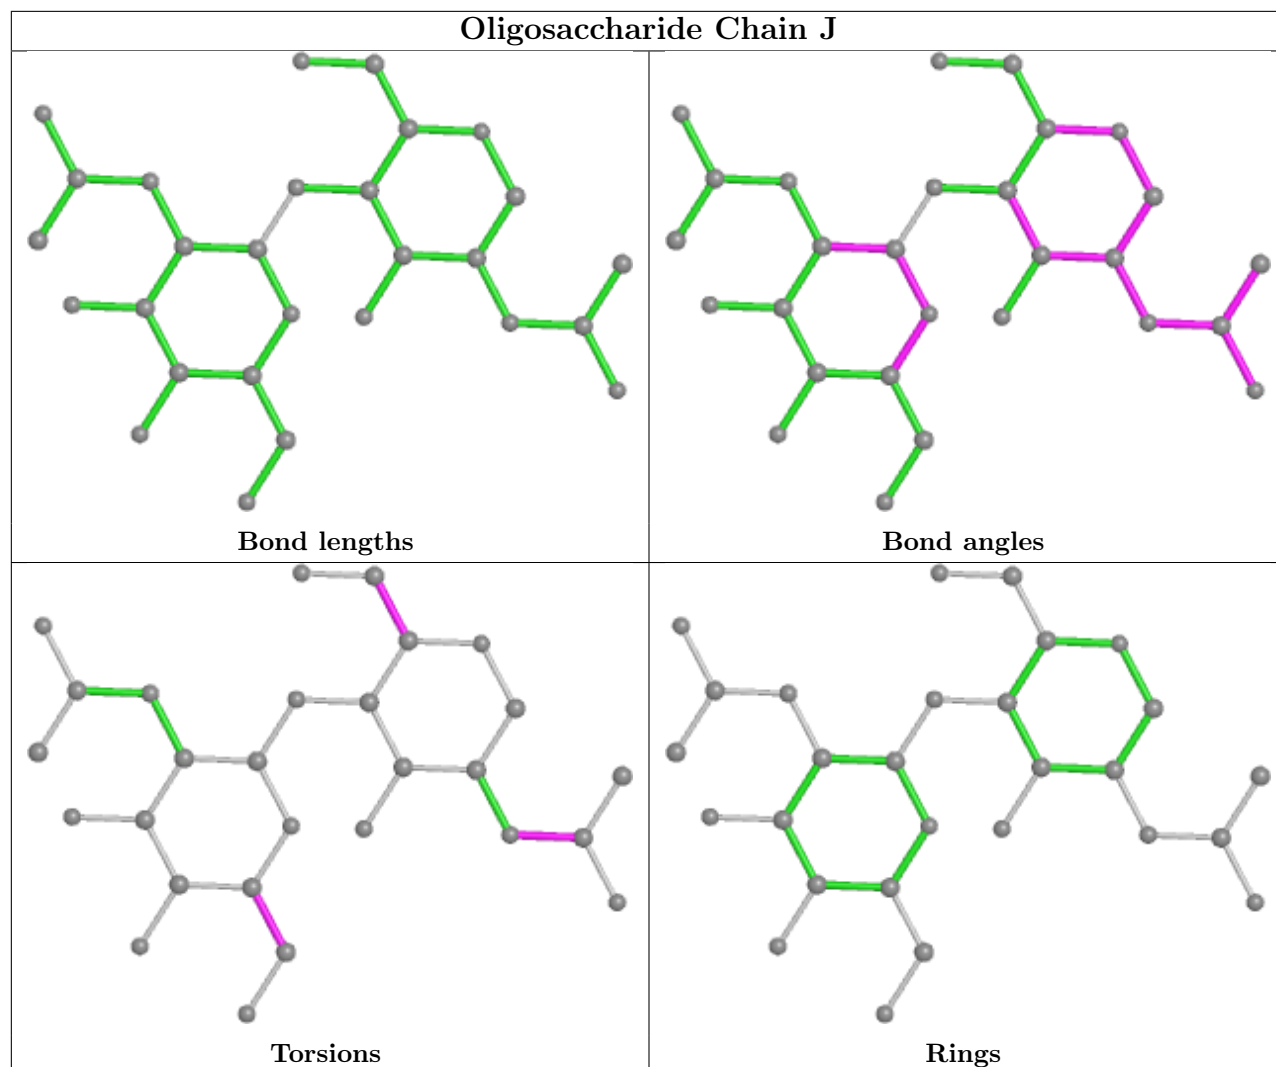 Oligosaccharide Chain J
Bond lengths
Bond angles
Torsions
Rings